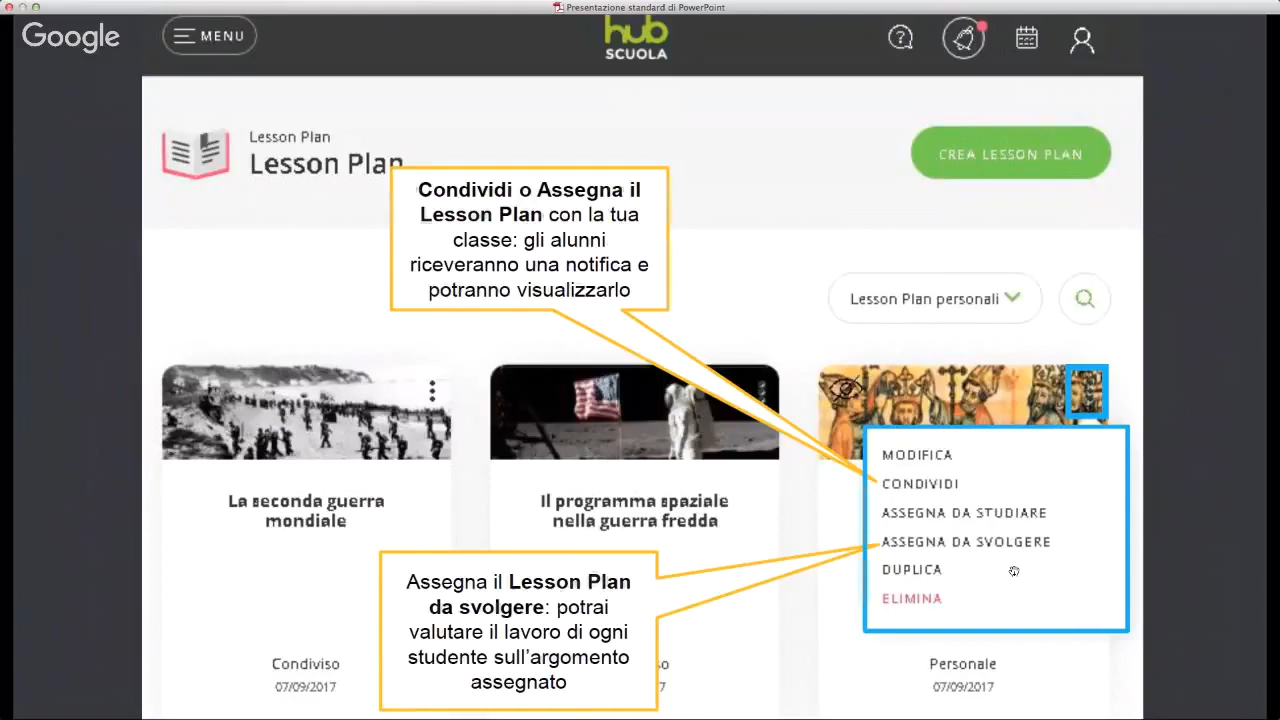 Presentazione standard di PowerPoint
Google
MENU
hub
SCUOLA
Lesson Plan
Lesson Plan
CREA LESSON PLAN
Condividi o Assegna il
Lesson Plan con la tua
classe: gli alunni
riceveranno una notifica e
potranno visualizzarlo
Lesson Plan personali
MODIFICA
CONDIVIDI
ASSEGNA DA STUDIARE
ASSEGNA DA SVOLGERE
DUPLICA
ELIMINA
La seconda guerra
mondiale
Il programma spaziale
nella guerra fredda
Assegna il Lesson Plan
da svolgere: potrai
valutare il lavoro di ogni
studente sull'argomento
assegnato
Condiviso
07/09/2017
Personale
07/09/2017